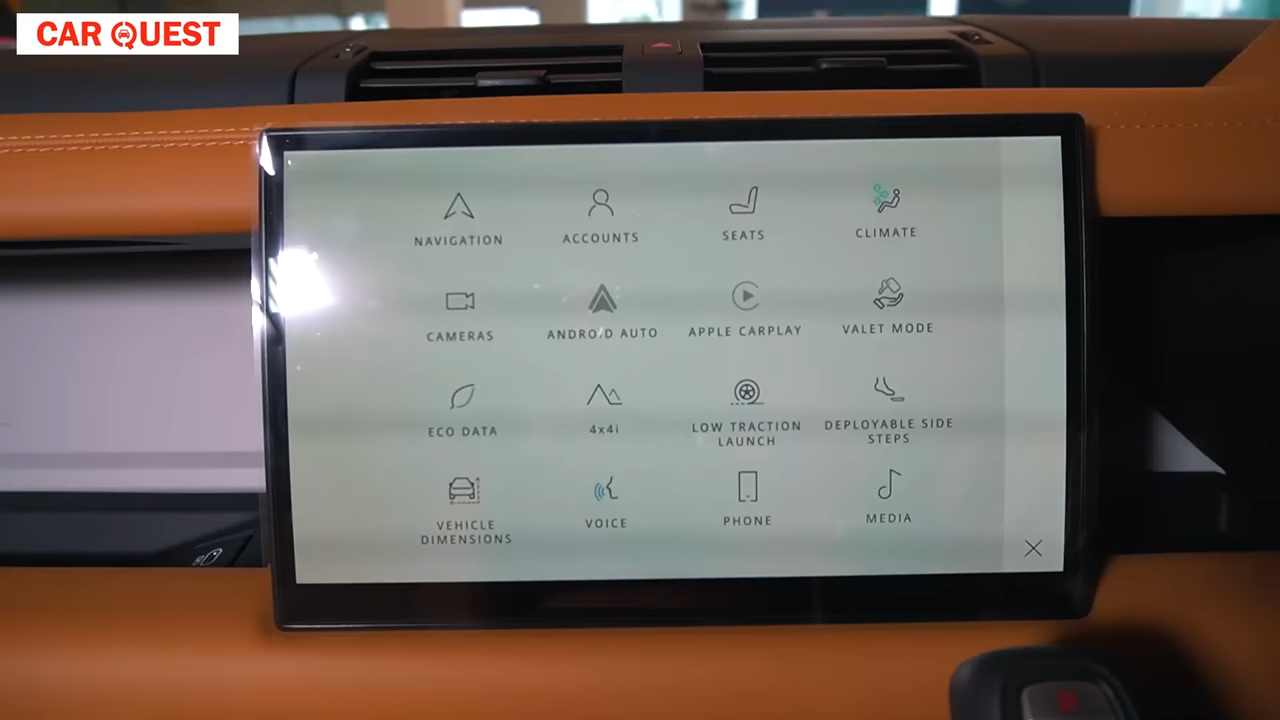 CAR QUEST
NAVIGATION
ACCOUNTS
SEATS
CLIMATE
CAMERAS
ANDROID AUTO
APPLE CARPLAY
VALET MODE
ECO DATA
4x4i
LOW TRACTION
LAUNCH
DEPLOYABLE SIDE
STEPS
VEHICLE
DIMENSIONS
VOICE
PHONE
MEDIA